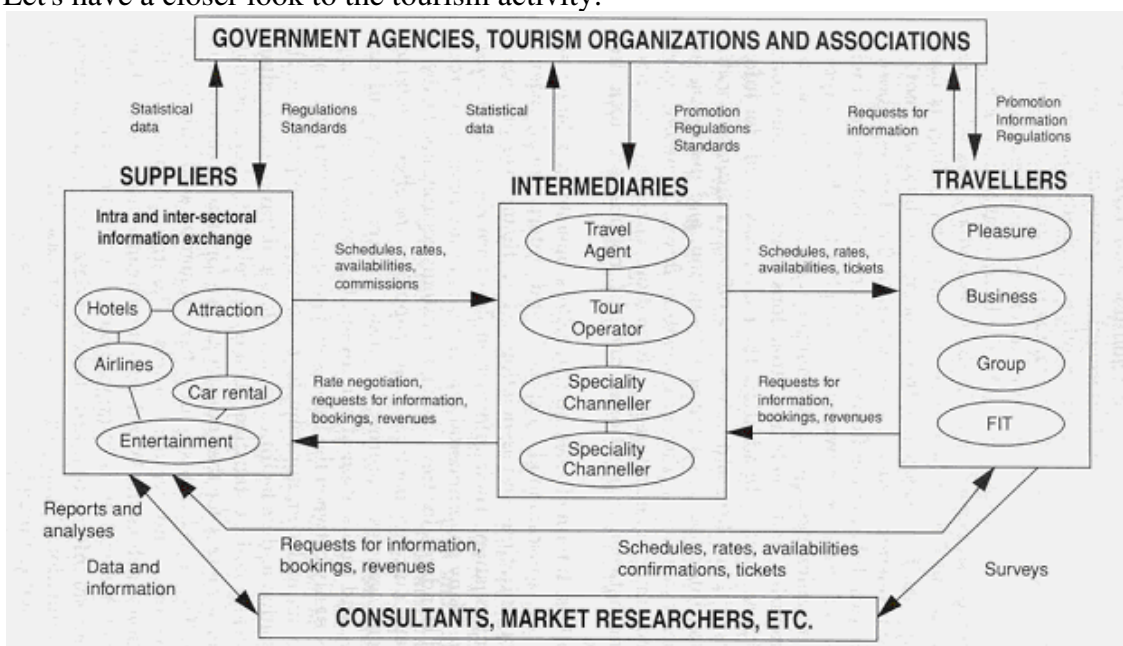 Let's have a closer look to the tourism activity:
GOVERNMENT AGENCIES, TOURISM ORGANIZATIONS AND ASSOCIATIONS
Statistical
data
Regulations
Standards
Statistical
data
Promotion
Regulations
Standards
Requests for
information
Promotion
Information
Regulations
SUPPLIERS
Intra and inter-sectoral
information exchange
Hotels
Attraction
Airlines
Car rental
Entertainment
Schedules, rates,
availabilities,
commissions
Rate negotiation,
requests for information,
bookings, revenues
INTERMEDIARIES
Travel
Agent
Tour
Operator
Speciality
Channeller
Speciality
Channeller
Schedules, rates,
availabilities, tickets
Requests for
information,
bookings, revenues
TRAVELLERS
Pleasure
Business
Group
FIT
Reports and
analyses
Data and
information
Requests for information,
bookings, revenues
Schedules, rates, availabilities
confirmations, tickets
Surveys
CONSULTANTS, MARKET RESEARCHERS, ETC.